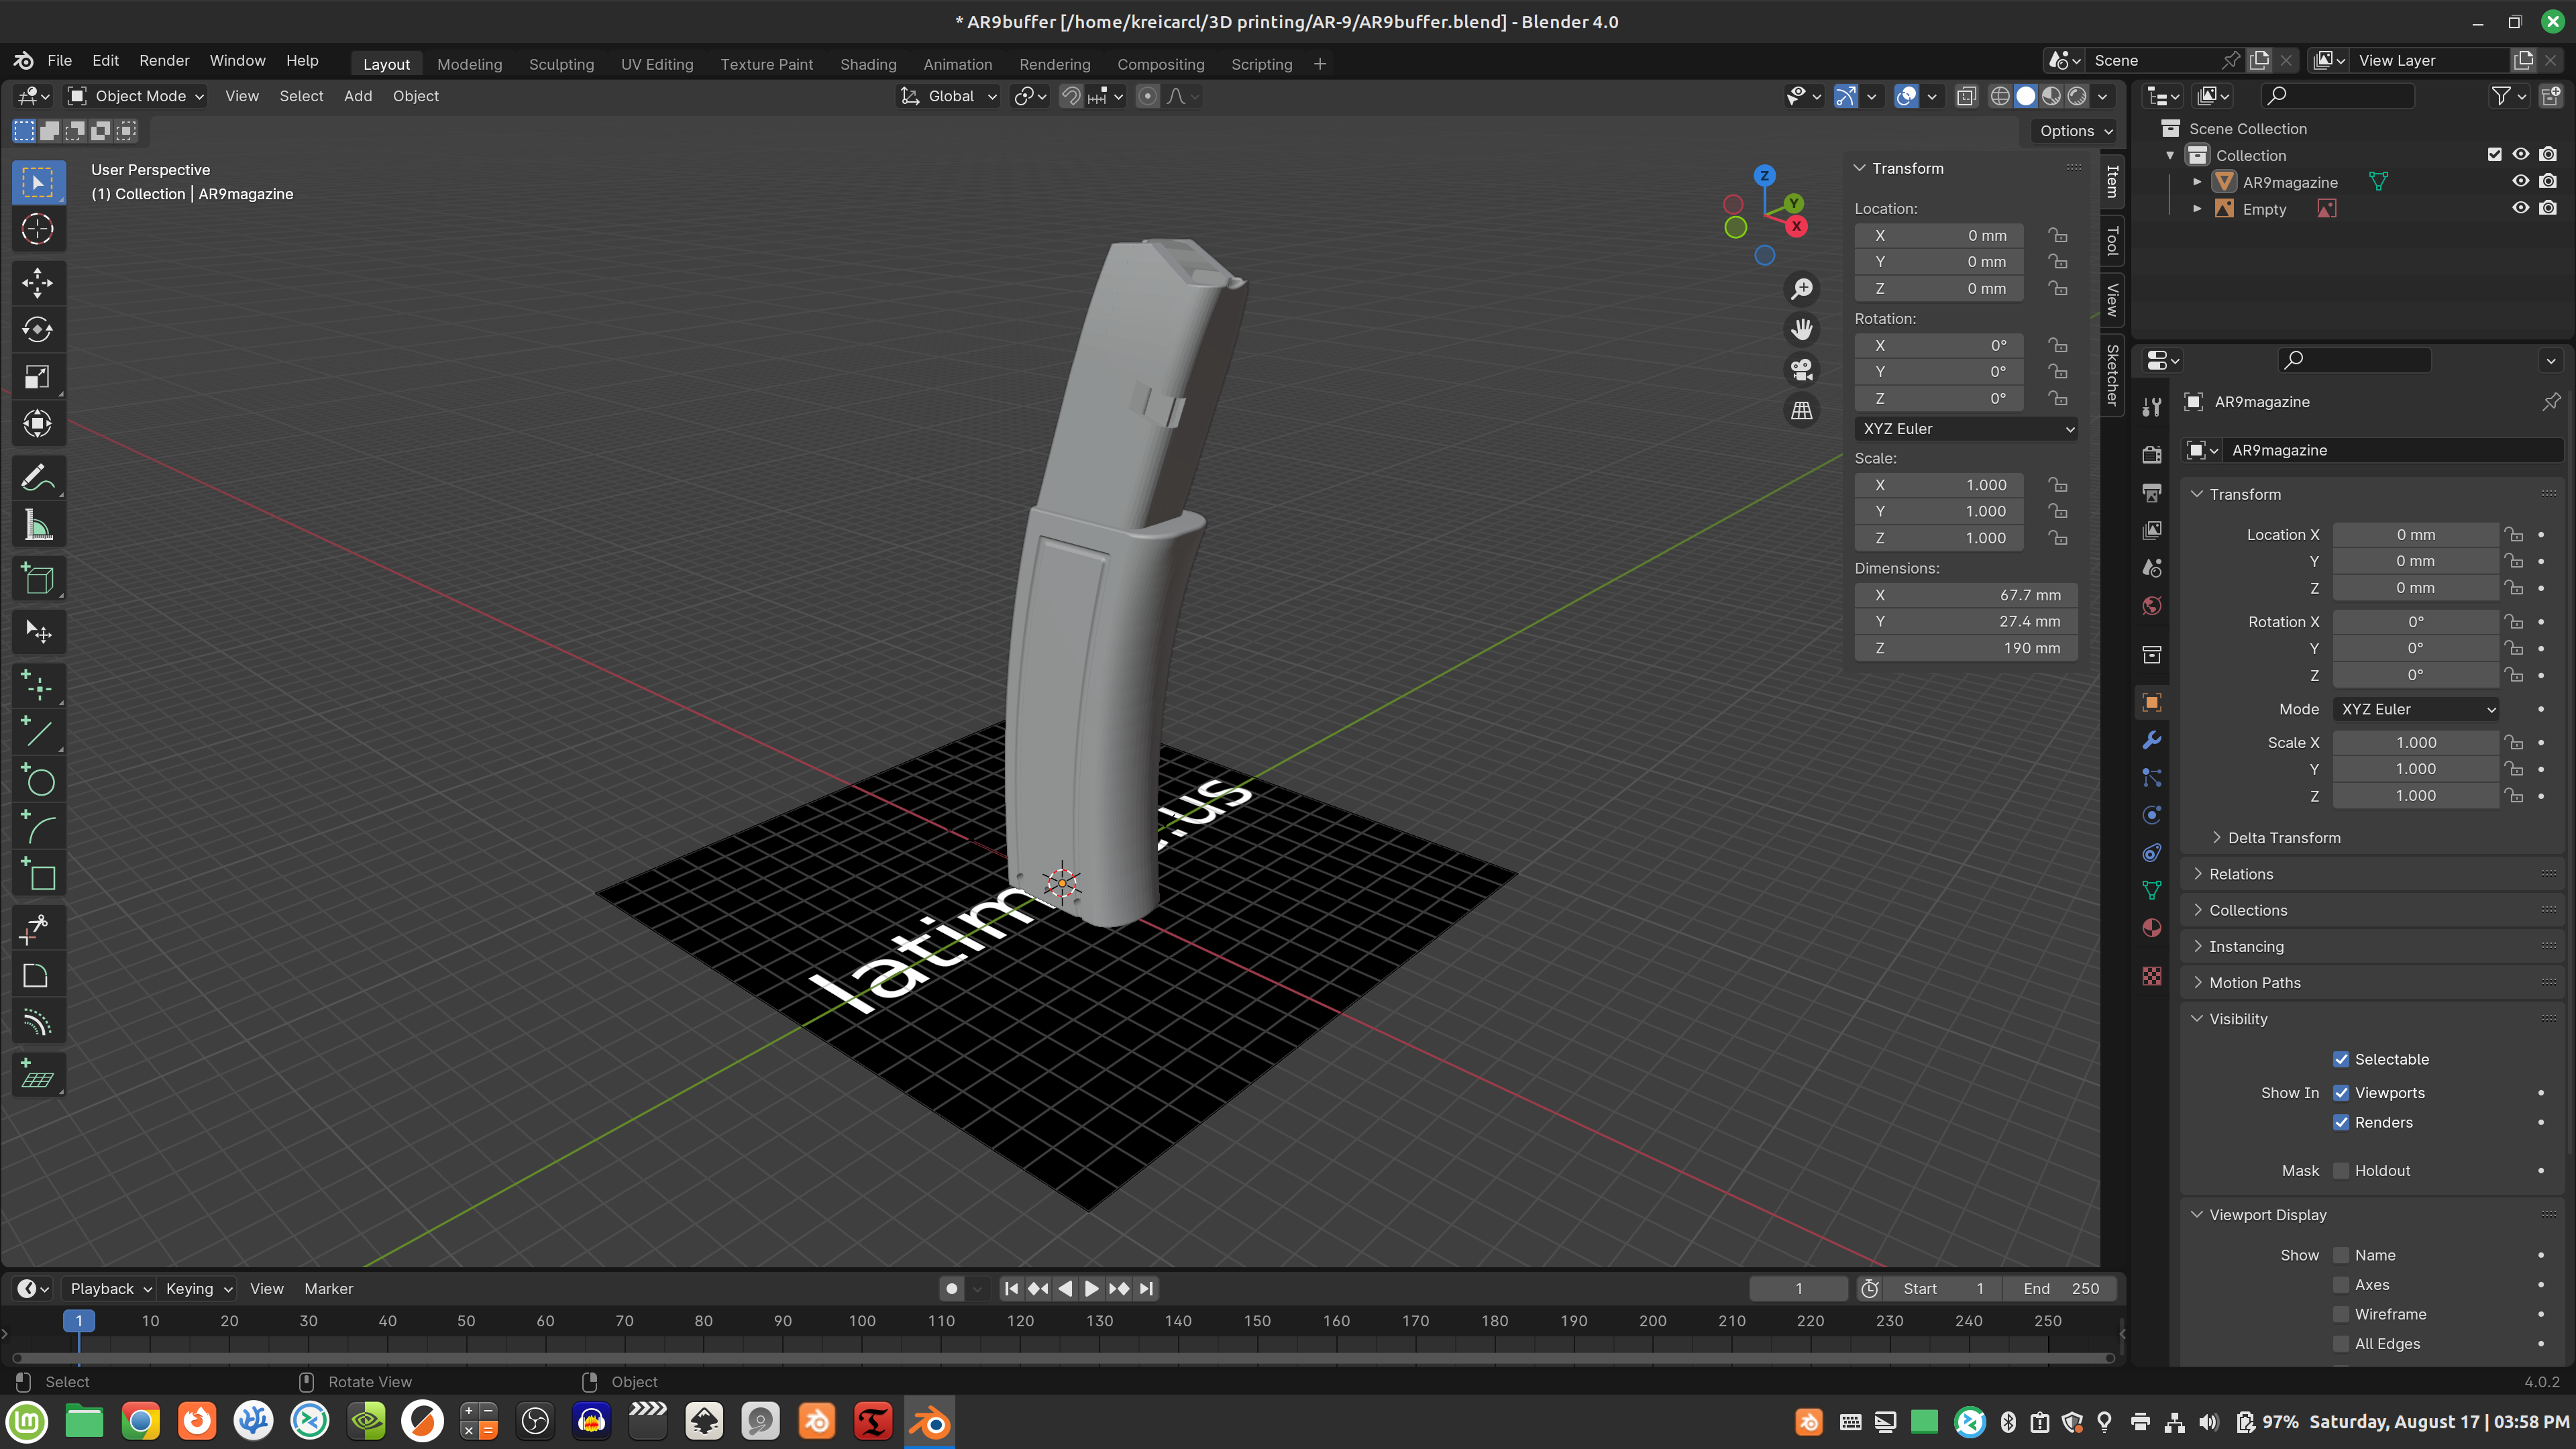 * AR9buffer [/home/kreicarcl/3D printing/AR-9/AR9buffer.blend] - Blender 4.0
File Edit Render Window Help Layout Modeling Sculpting UV Editing Texture Paint Shading Animation Rendering Compositing Scripting + Scene View Layer
Object Mode View Select Add Object Global
Options
User Perspective
(1) Collection | AR9magazine
Z
Y
X
Transform
Location:
X 0 mm
Y 0 mm
Z 0 mm
Rotation:
X 0°
Y 0°
Z 0°
XYZ Euler
Scale:
X 1.000
Y 1.000
Z 1.000
Dimensions:
X 67.7 mm
Y 27.4 mm
Z 190 mm
Item
Tool
View
Sketcher
Scene Collection
Collection
AR9magazine
Empty
AR9magazine
AR9magazine
Transform
Location X 0 mm
Y 0 mm
Z 0 mm
Rotation X 0°
Y 0°
Z 0°
Mode XYZ Euler
Scale X 1.000
Y 1.000
Z 1.000
Delta Transform
Relations
Collections
Instancing
Motion Paths
Visibility
Selectable
Show In Viewports
Renders
Mask Holdout
Viewport Display
Show Name
Axes
Wireframe
All Edges
Playback Keying View Marker 1 Start 1 End 250
1 10 20 30 40 50 60 70 80 90 100 110 120 130 140 150 160 170 180 190 200 210 220 230 240 250
Select Rotate View Object 4.0.2
97% Saturday, August 17 | 03:58 PM